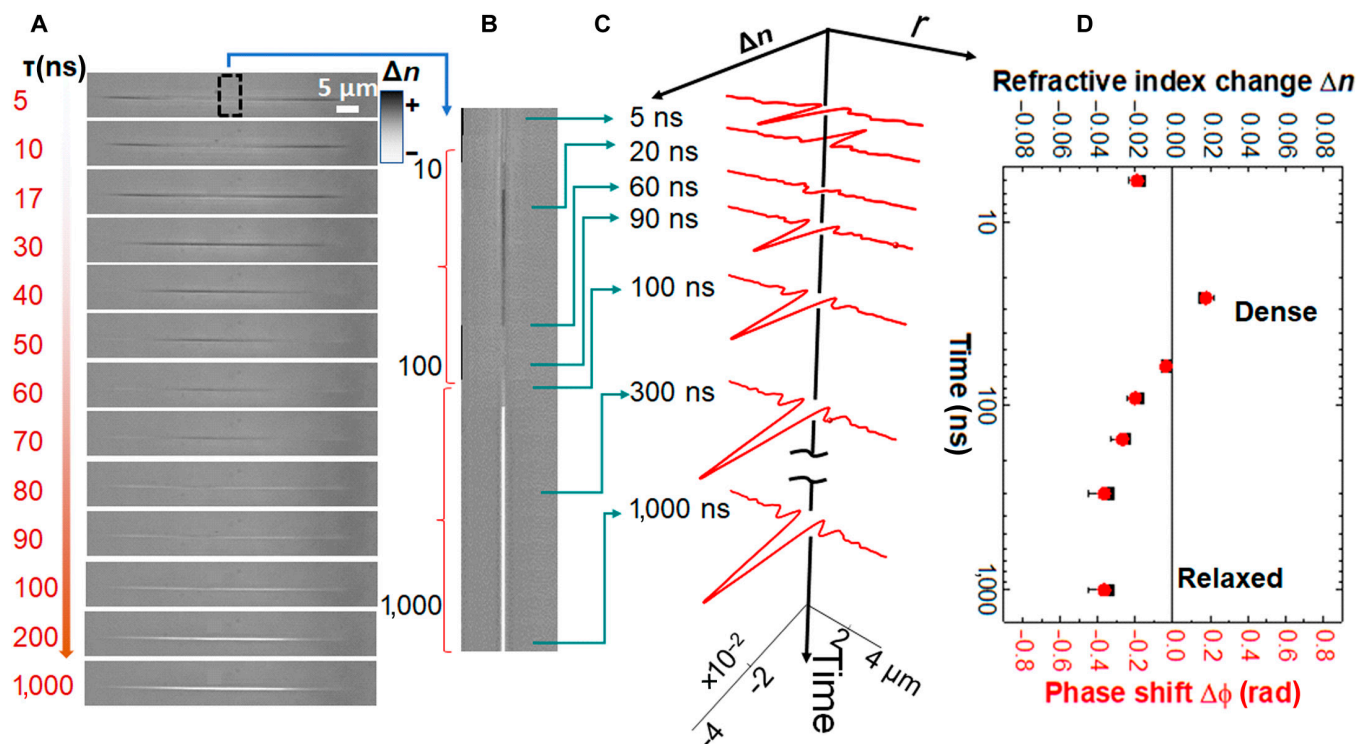 A
B
C
D
τ(ns)
5
10
17
30
40
50
60
70
80
90
100
200
1,000
5 μm
Δn
+
-
10
100
1,000
5 ns
20 ns
60 ns
90 ns
100 ns
300 ns
1,000 ns
Δn
r
×10⁻²
-2
-4
2
4 μm
Time
Refractive index change Δn
-0.08
-0.06
-0.04
-0.02
0.00
0.02
0.04
0.06
0.08
Time (ns)
10
100
1,000
Dense
Relaxed
-0.8
-0.6
-0.4
-0.2
0.0
0.2
0.4
0.6
0.8
Phase shift Δϕ (rad)